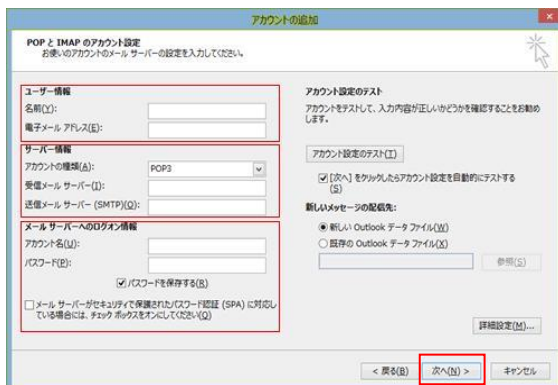 アカウントの追加
POP と IMAP のアカウント設定
お使いのアカウントのメール サーバーの設定を入力してください。
ユーザー情報
名前(Y):
電子メール アドレス(E):
サーバー情報
アカウントの種類(A):
POP3
受信メール サーバー(I):
送信メール サーバー (SMTP)(O):
メール サーバーへのログオン情報
アカウント名(U):
パスワード(P):
パスワードを保存する(R)
メール サーバーがセキュリティで保護されたパスワード認証 (SPA) に対応し
ている場合には、チェック ボックスをオンにしてください(Q)
アカウント設定のテスト
アカウントをテストして、入力内容が正しいかどうかを確認することをお勧め
します。
アカウント設定のテスト(T)
[次へ] をクリックしたらアカウント設定を自動的にテストする
(S)
新しいメッセージの配信先:
新しい Outlook データ ファイル(W)
既存の Outlook データ ファイル(X)
参照(S)
詳細設定(M)...
< 戻る(B)
次へ(N) >
キャンセル